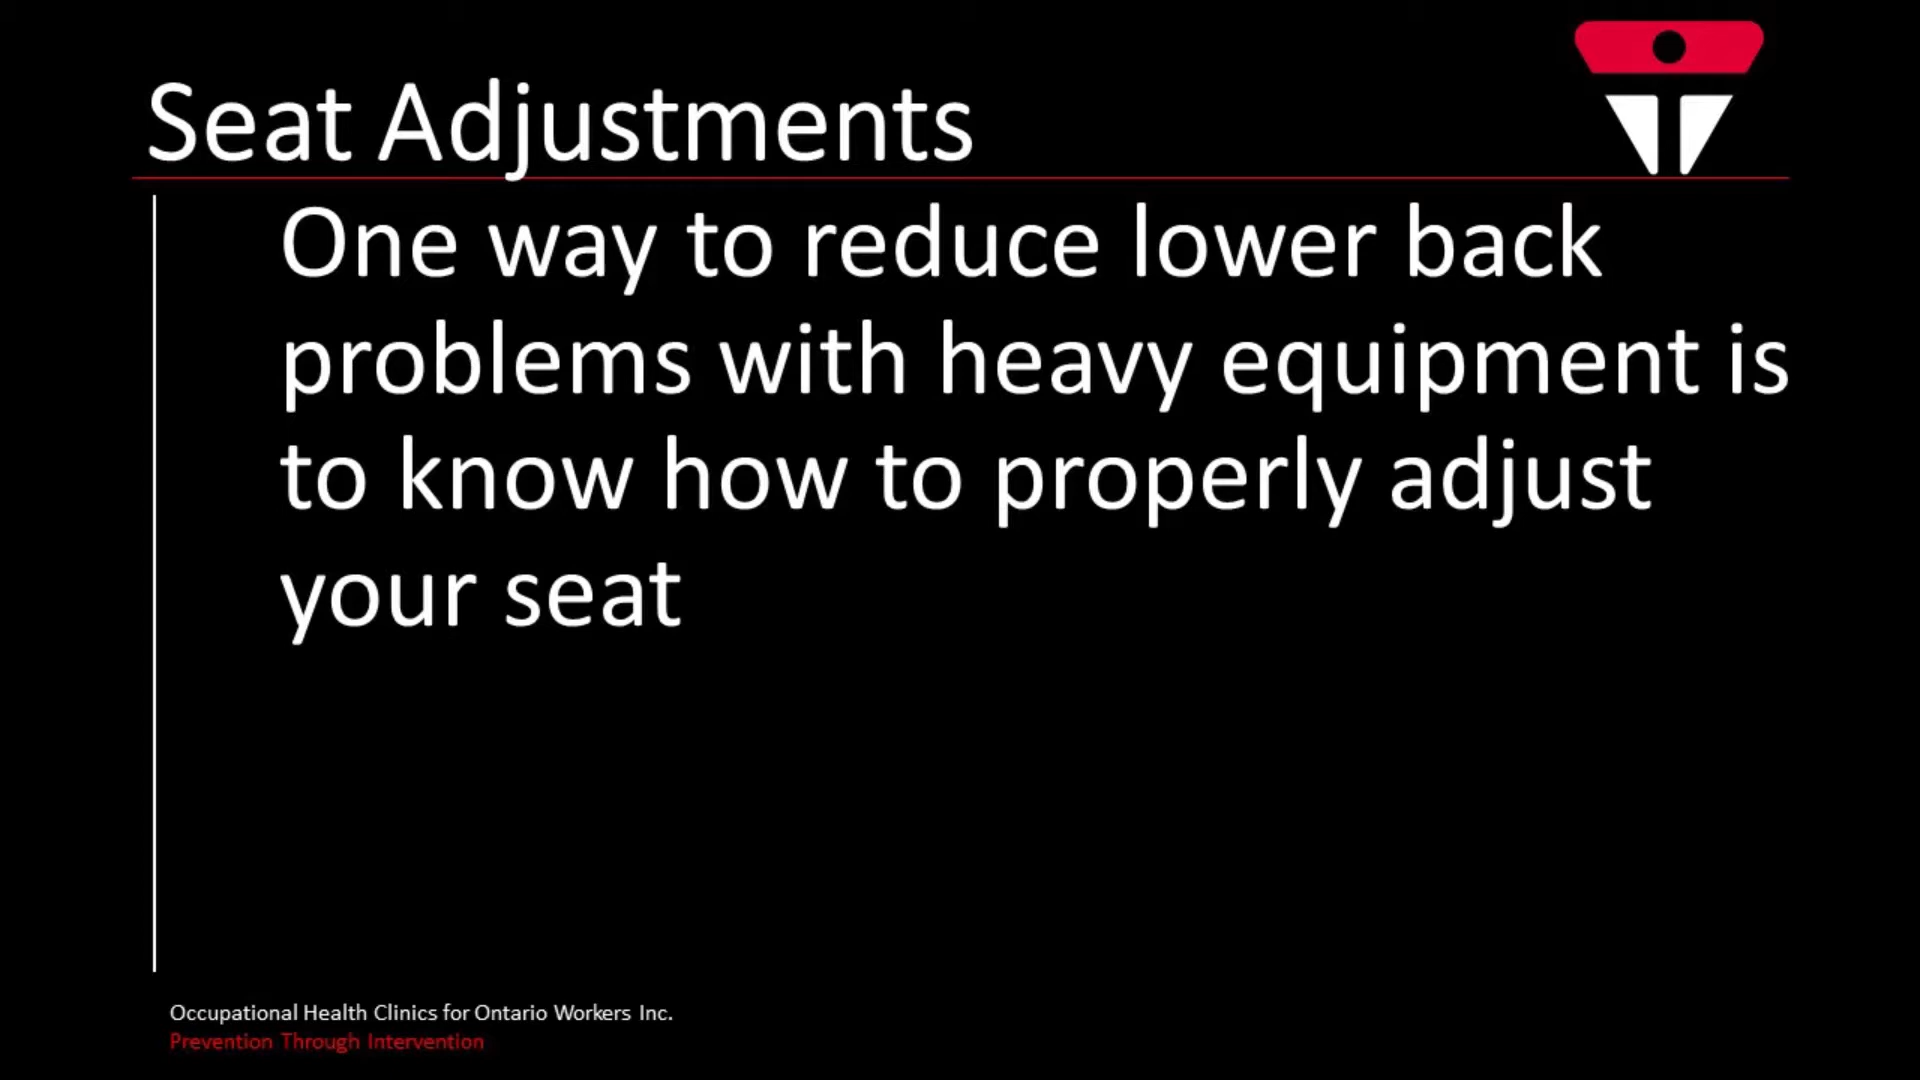 Seat Adjustments
One way to reduce lower back
problems with heavy equipment is
to know how to properly adjust
your seat
Occupational Health Clinics for Ontario Workers Inc.
Prevention Through Intervention